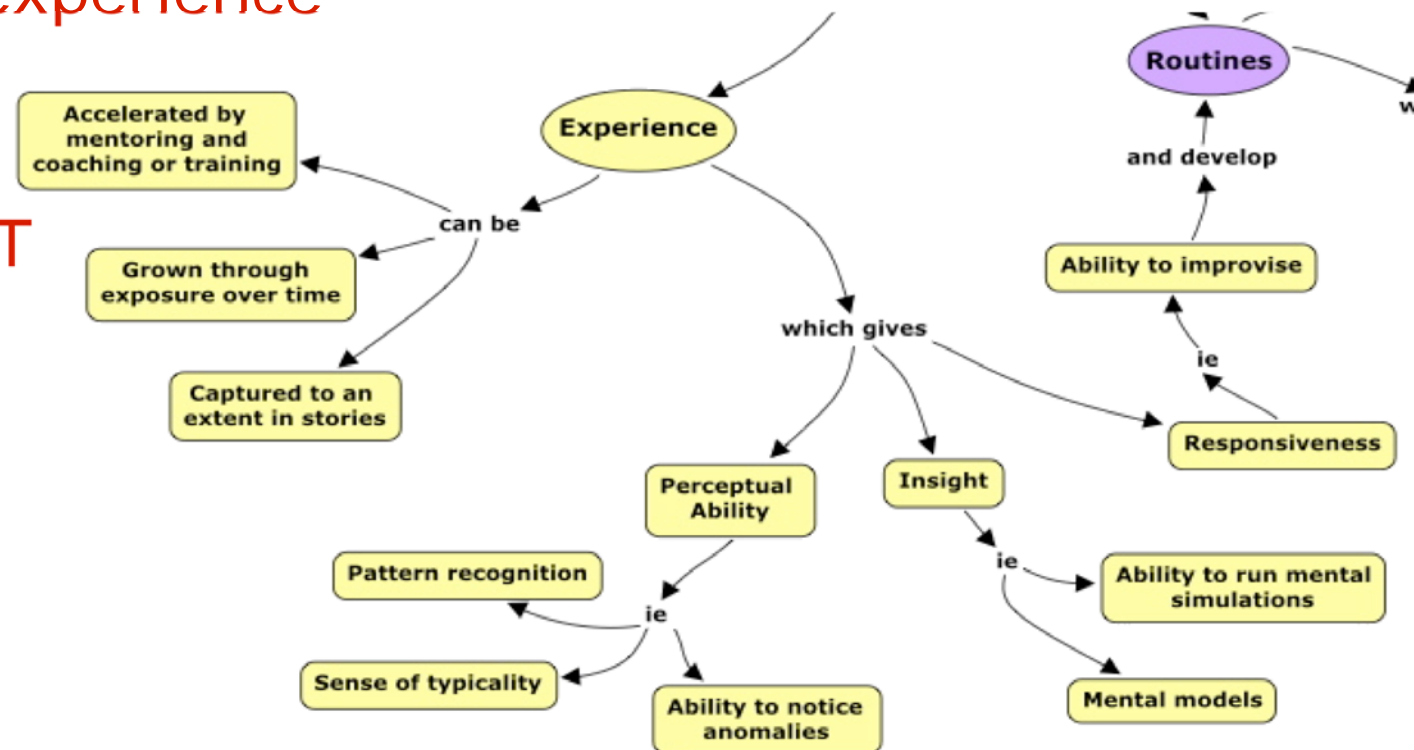 experience
Routines
Accelerated by
mentoring and
coaching or training
Experience
and develop
can be
T
Grown through
exposure over time
Ability to improvise
which gives
ie
Captured to an
extent in stories
Responsiveness
Perceptual
Ability
Insight
Pattern recognition
ie
Ability to run mental
simulations
ie
Sense of typicality
Ability to notice
anomalies
Mental models